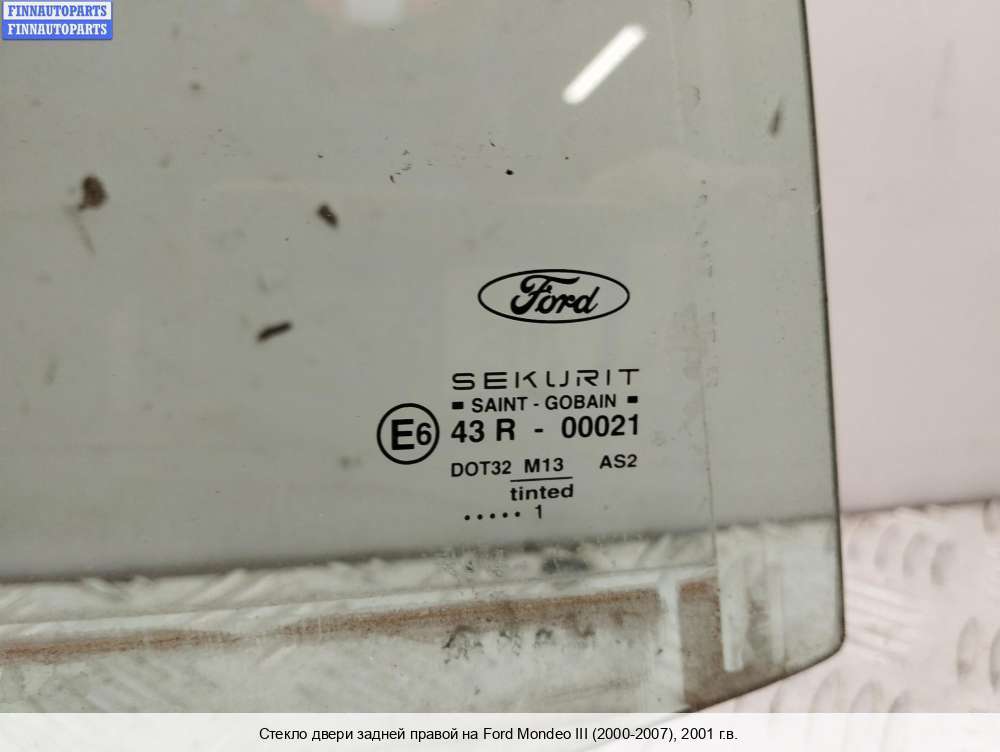 FINNAUTOPARTS
FINNAUTOPARTS
Ford
SEKURIT
SAINT - GOBAIN
E6 43 R - 00021
DOT32 M13 AS2
tinted
..... 1
Стекло двери задней правой на Ford Mondeo III (2000-2007), 2001 г.в.